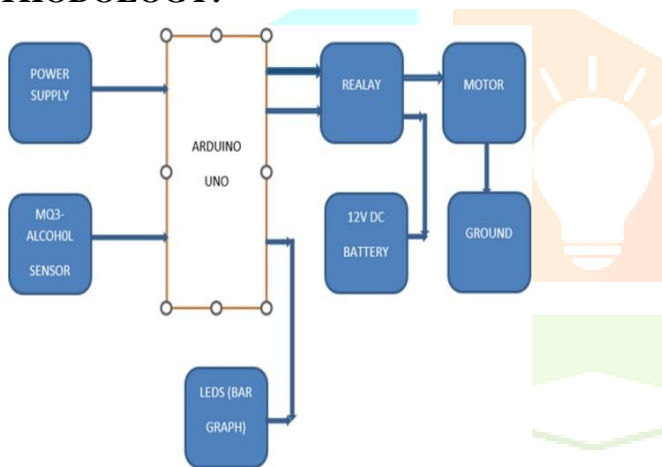 POWER
SUPPLY
ARDUINO
UNO
REALAY
MOTOR
MQ3-
ALCOHOL
SENSOR
12V DC
BATTERY
GROUND
LEDS (BAR
GRAPH)